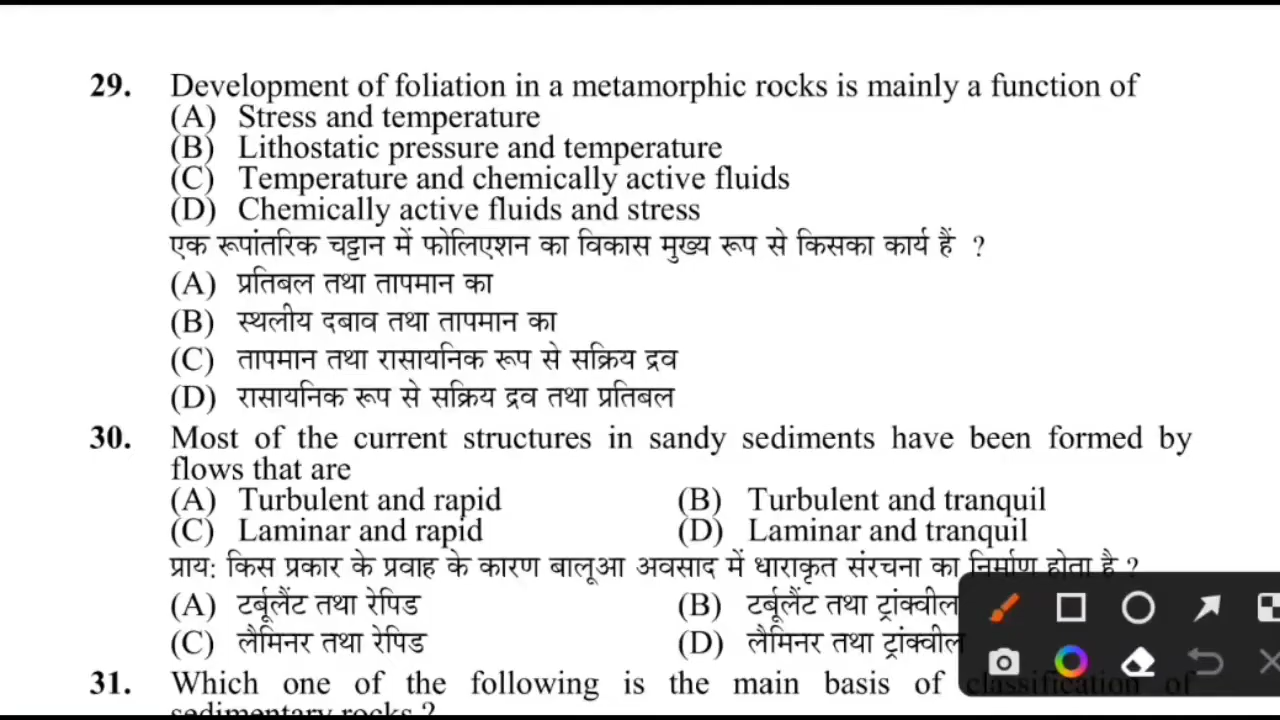 29. Development of foliation in a metamorphic rocks is mainly a function of
(A) Stress and temperature
(B) Lithostatic pressure and temperature
(C) Temperature and chemically active fluids
(D) Chemically active fluids and stress
एक रूपांतरिक चट्टान में फोलिएशन का विकास मुख्य रूप से किसका कार्य हैं ?
(A) प्रतिबल तथा तापमान का
(B) स्थलीय दबाव तथा तापमान का
(C) तापमान तथा रासायनिक रूप से सक्रिय द्रव
(D) रासायनिक रूप से सक्रिय द्रव तथा प्रतिबल
30. Most of the current structures in sandy sediments have been formed by
flows that are
(A) Turbulent and rapid (B) Turbulent and tranquil
(C) Laminar and rapid (D) Laminar and tranquil
प्राय: किस प्रकार के प्रवाह के कारण बालूआ अवसाद में धाराकृत संरचना का निर्माण होता है ?
(A) टर्बूलैंट तथा रेपिड (B) टर्बूलैंट तथा ट्रांक्वील
(C) लैमिनर तथा रेपिड (D) लैमिनर तथा ट्रांक्वील
31. Which one of the following is the main basis of classification of
sedimentary rocks ?